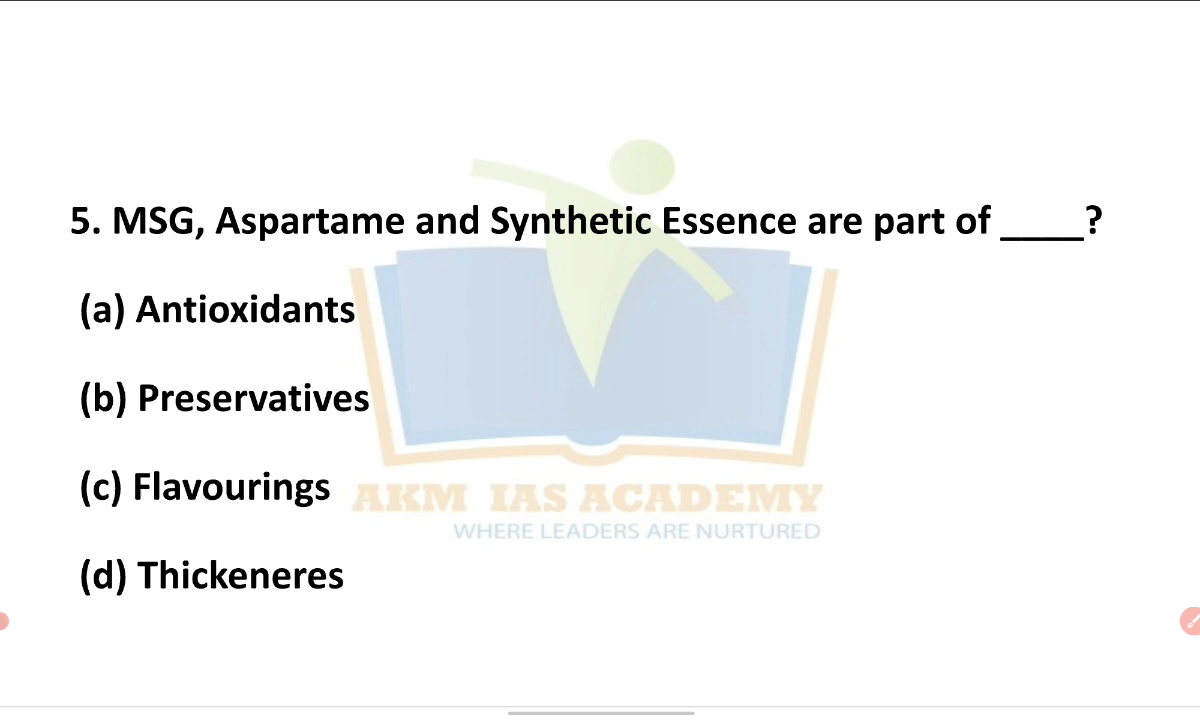 5. MSG, Aspartame and Synthetic Essence are part of ____?
(a) Antioxidants
(b) Preservatives
(c) Flavourings
AKM IAS ACADEMY
WHERE LEADERS ARE NURTURED
(d) Thickeneres